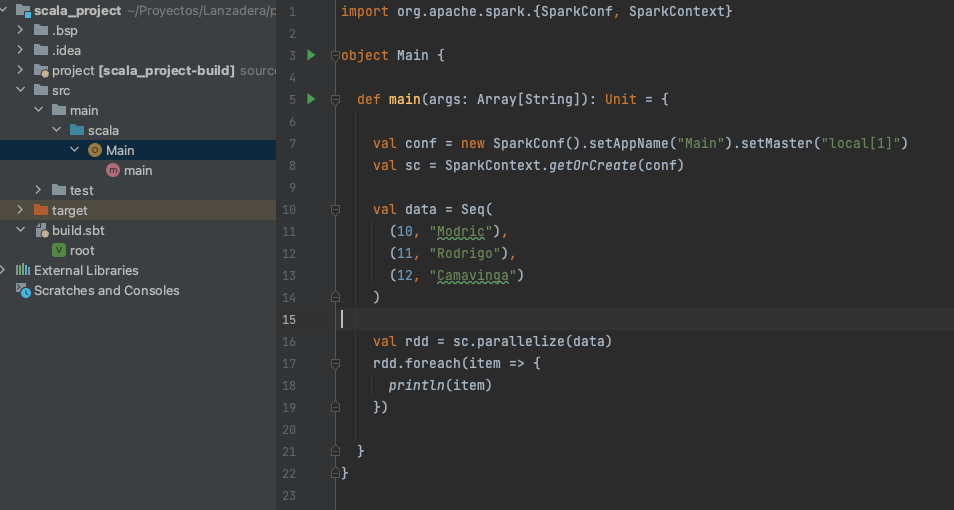 scala_project ~/Proyectos/Lanzadera/p
.bsp
.idea
project [scala_project-build] source
src
main
scala
Main
main
test
target
build.sbt
root
External Libraries
Scratches and Consoles
1 import org.apache.spark.{SparkConf, SparkContext}
2
3 object Main {
4
5 def main(args: Array[String]): Unit = {
6
7 val conf = new SparkConf().setAppName("Main").setMaster("local[1]")
8 val sc = SparkContext.getOrCreate(conf)
9
10 val data = Seq(
11 (10, "Modric"),
12 (11, "Rodrigo"),
13 (12, "Camavinga")
14 )
15
16 val rdd = sc.parallelize(data)
17 rdd.foreach(item => {
18 println(item)
19 })
20
21 }
22 }
23